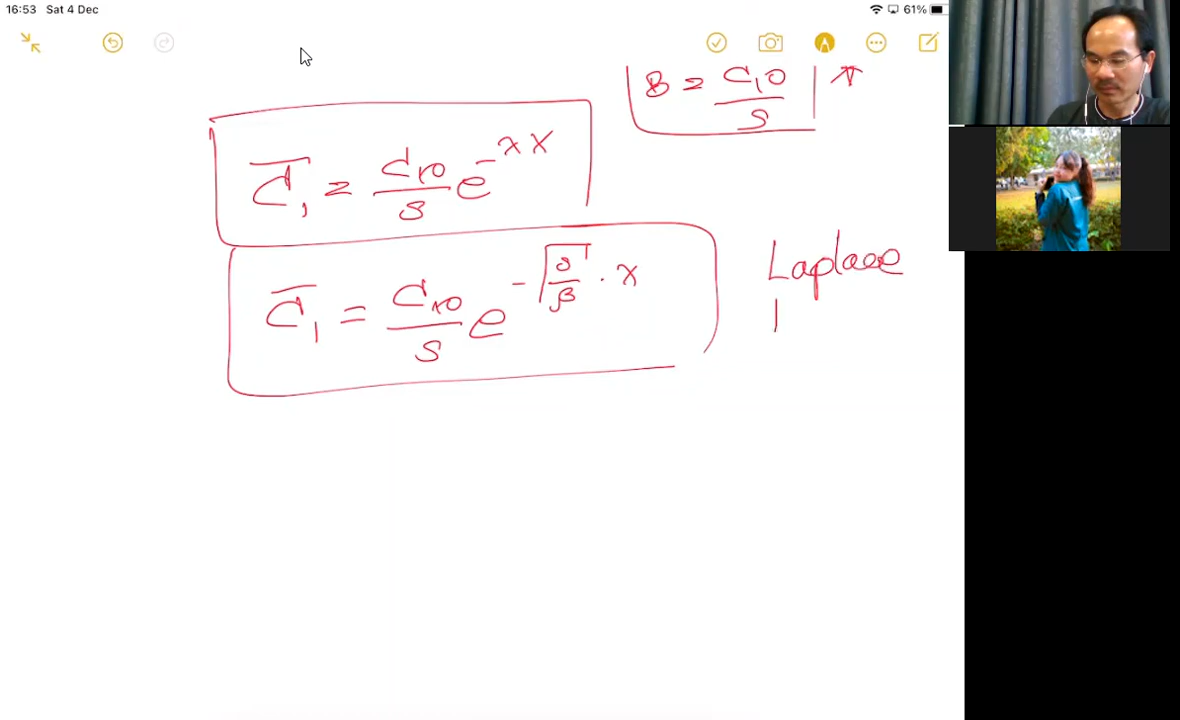 16:53 Sat 4 Dec
61%
B = C₁₀/s
C̅₁ = C₁₀/s e^(-λx)
C̅₁ = C₁₀/s e^(-√(s/β) · x)
Laplace